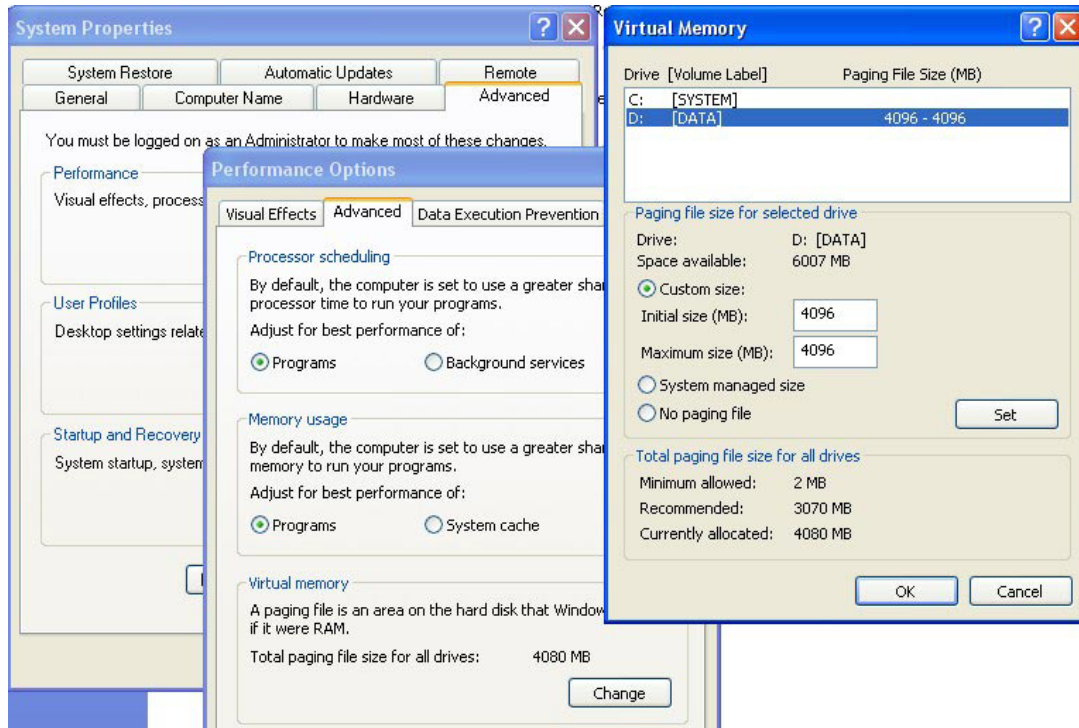 System Properties
System Restore Automatic Updates Remote
General Computer Name Hardware Advanced
You must be logged on as an Administrator to make most of these changes.
Performance
Visual effects,
User Profiles
Desktop settings
Startup and Recovery
System startup,
Performance Options
Visual Effects Advanced Data Execution Prevention
Processor scheduling
By default, the computer is set to use a greater
processor time to run your programs.
Adjust for best performance of:
Programs Background services
Memory usage
By default, the computer is set to use a greater
memory to run your programs.
Adjust for best performance of:
Programs System cache
Virtual memory
A paging file is an area on the hard disk that
if it were RAM.
Total paging file size for all drives: 4080 MB
Change
Virtual Memory
Drive [Volume Label] Paging File Size (MB)
C: [SYSTEM]
D: [DATA] 4096 - 4096
Paging file size for selected drive
Drive: D: [DATA]
Space available: 6007 MB
Custom size:
Initial size (MB): 4096
Maximum size (MB): 4096
System managed size
No paging file Set
Total paging file size for all drives
Minimum allowed: 2 MB
Recommended: 3070 MB
Currently allocated: 4080 MB
OK Cancel